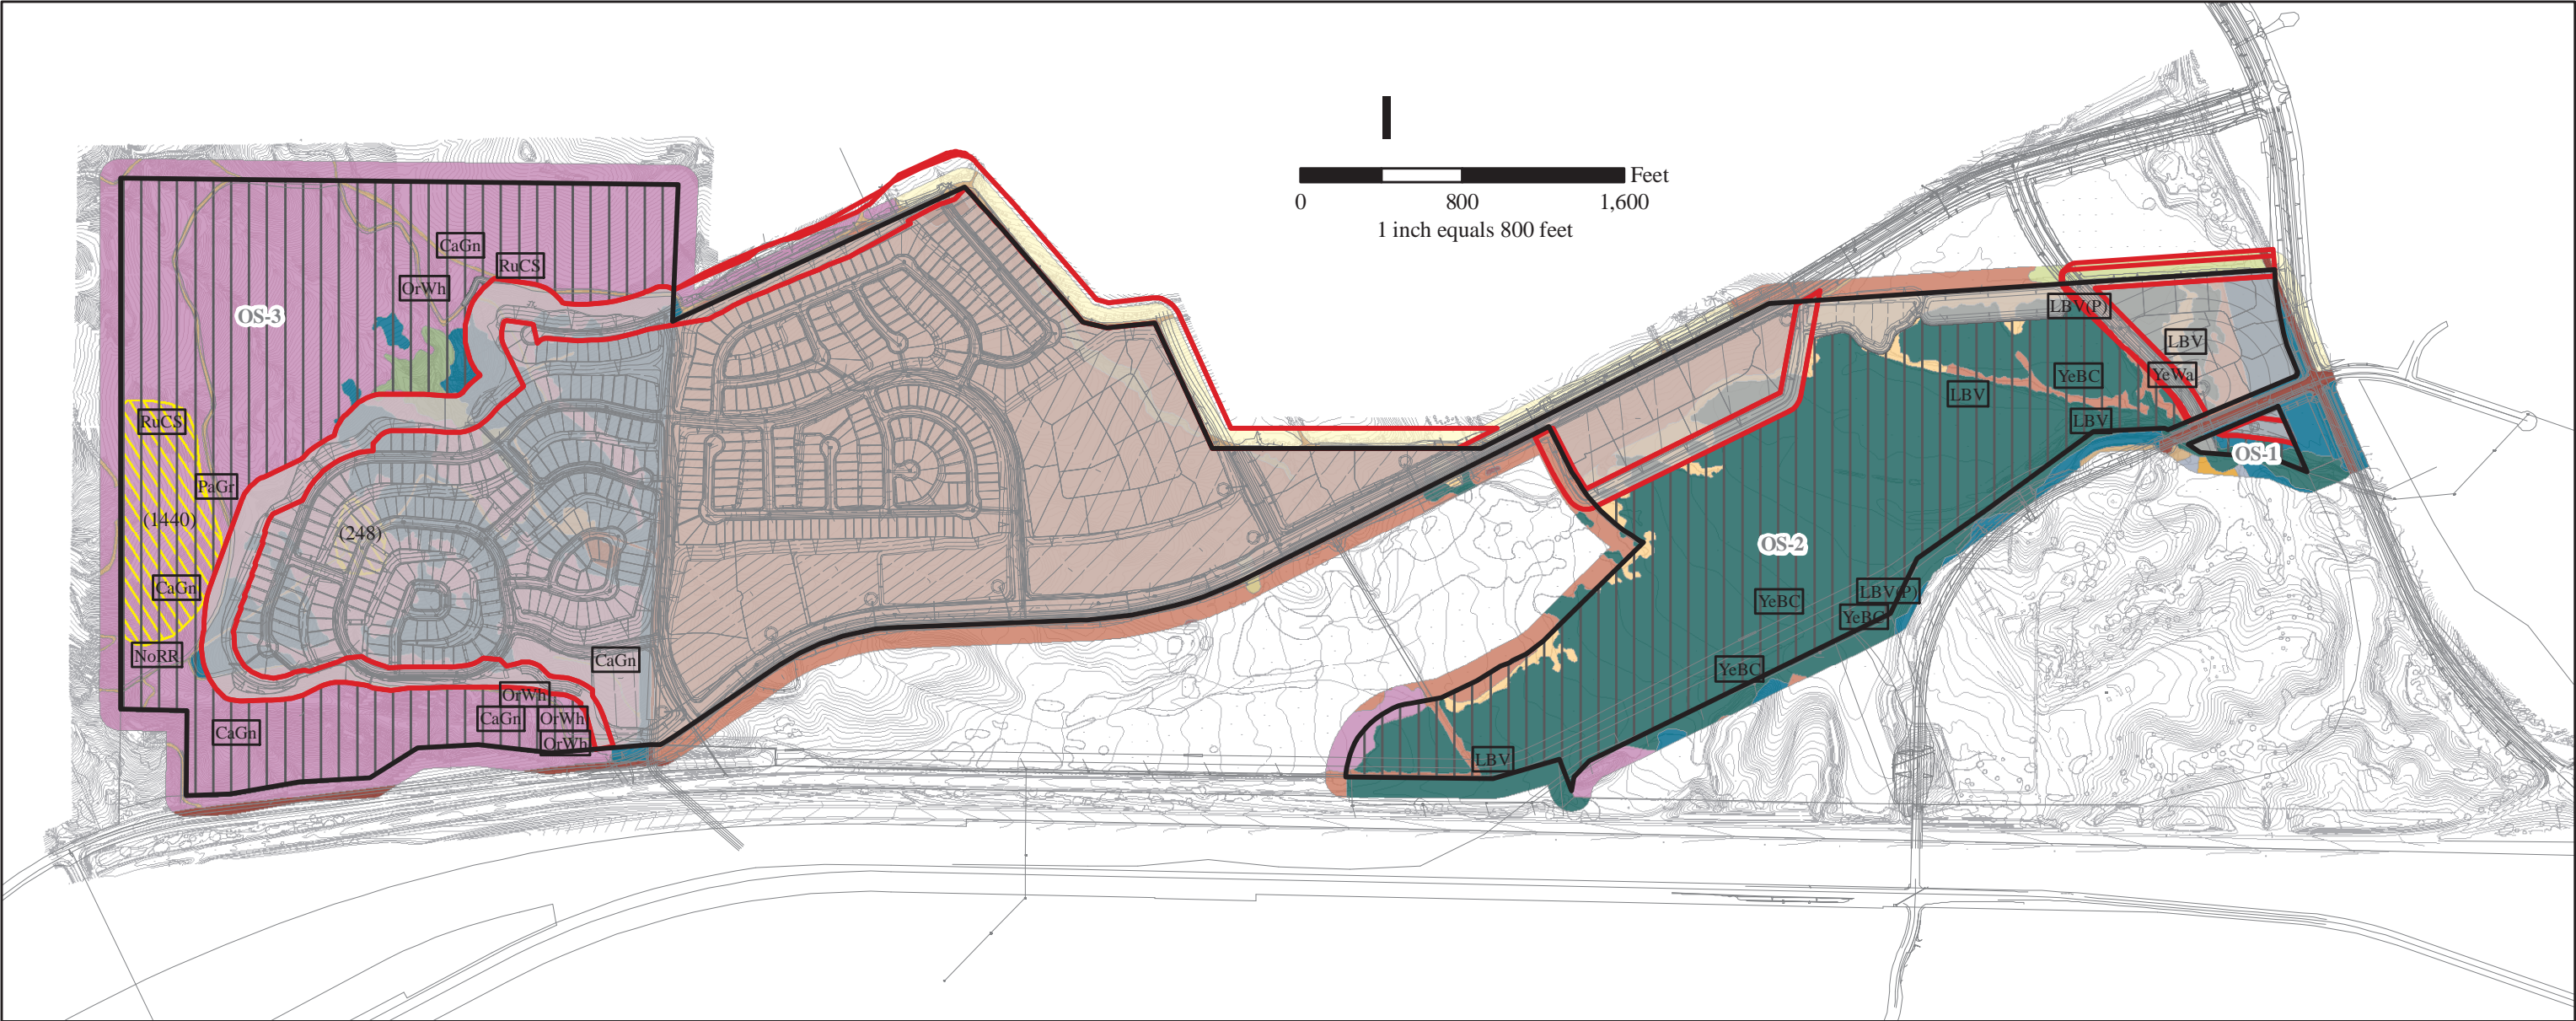 Feet
0 800 1,600
1 inch equals 800 feet
CaGn
RuCS
OrWh
OS-3
LBV(P)
LBV
YeWa
YeBC
LBV
LBV
RuCS
OS-1
PaGr
(1440)
(248)
OS-2
CaGn
YeBC
LBV(P)
YeBC
NoRR
CaGn
YeBC
OrWh
CaGn
OrWh
CaGn
OrWh
LBV